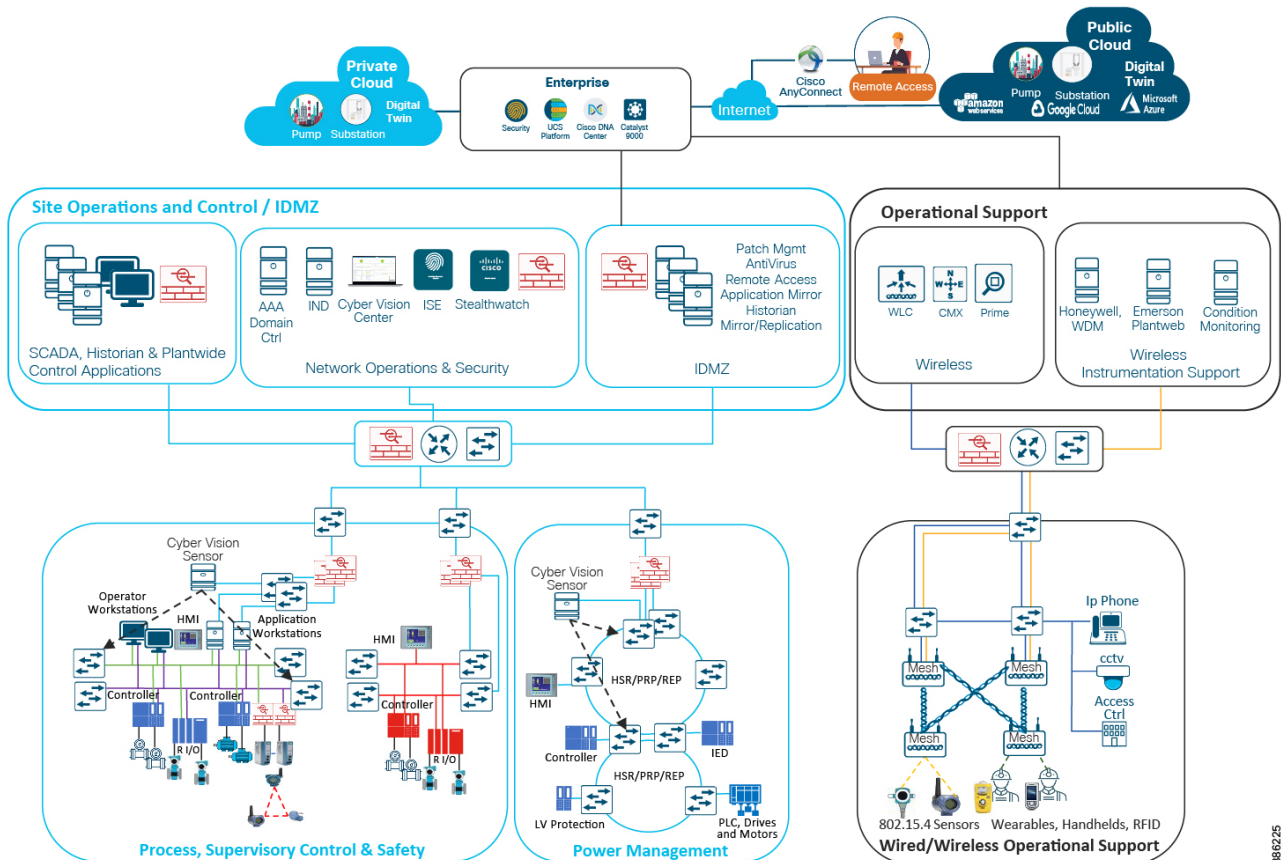 Private
Cloud
Pump
Substation
Digital
Twin
Enterprise
Security
UCS
Platform
Cisco DNA
Center
Catalyst
9000
Internet
Cisco
AnyConnect
Remote Access
Public
Cloud
Digital
Twin
Pump
Substation
amazon
webservices
Google Cloud
Microsoft
Azure
Site Operations and Control / IDMZ
SCADA, Historian & Plantwide
Control Applications
AAA
Domain
Ctrl
IND
Cyber Vision
Center
ISE
CISCO
Stealthwatch
Network Operations & Security
Patch Mgmt
AntiVirus
Remote Access
Application Mirror
Historian
Mirror/Replication
IDMZ
Operational Support
WLC
N
W E
S
CMX
Prime
Wireless
Honeywell,
WDM
Emerson
Plantweb
Condition
Monitoring
Wireless
Instrumentation Support
Cyber Vision
Sensor
Operator
Workstations
HMI
Application
Workstations
Controller
Controller
R I/O
HMI
Controller
R I/O
Process, Supervisory Control & Safety
Cyber Vision
Sensor
HSR/PRP/REP
HMI
Controller
IED
HSR/PRP/REP
LV Protection
PLC, Drives
and Motors
Power Management
Ip Phone
cctv
Access
Ctrl
Mesh
Mesh
Mesh
Mesh
802.15.4 Sensors
Wearables, Handhelds, RFID
Wired/Wireless Operational Support